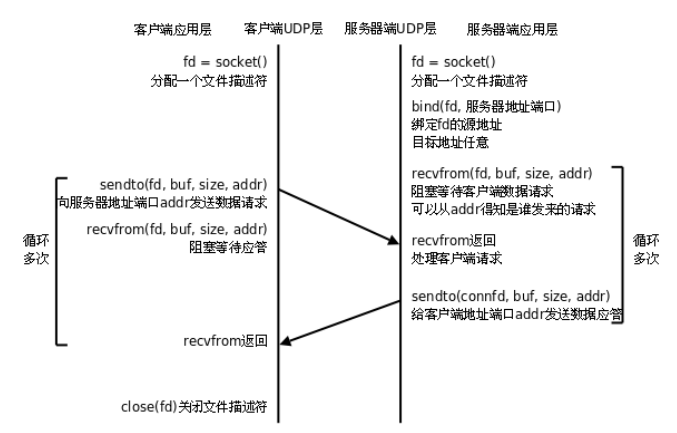 客户端应用层 客户端UDP层 服务器端UDP层 服务器端应用层
fd = socket()
分配一个文件描述符
fd = socket()
分配一个文件描述符
bind(fd, 服务器地址端口)
绑定fd的源地址
目标地址任意
循环
多次
sendto(fd, buf, size, addr)
向服务器地址端口addr发送数据请求
recvfrom(fd, buf, size, addr)
阻塞等待应管
recvfrom(fd, buf, size, addr)
阻塞等待客户端数据请求
可以从addr得知是谁发来的请求
recvfrom返回
处理客户端请求
循环
多次
sendto(connfd, buf, size, addr)
给客户端地址端口addr发送数据应管
recvfrom返回
close(fd)关闭文件描述符